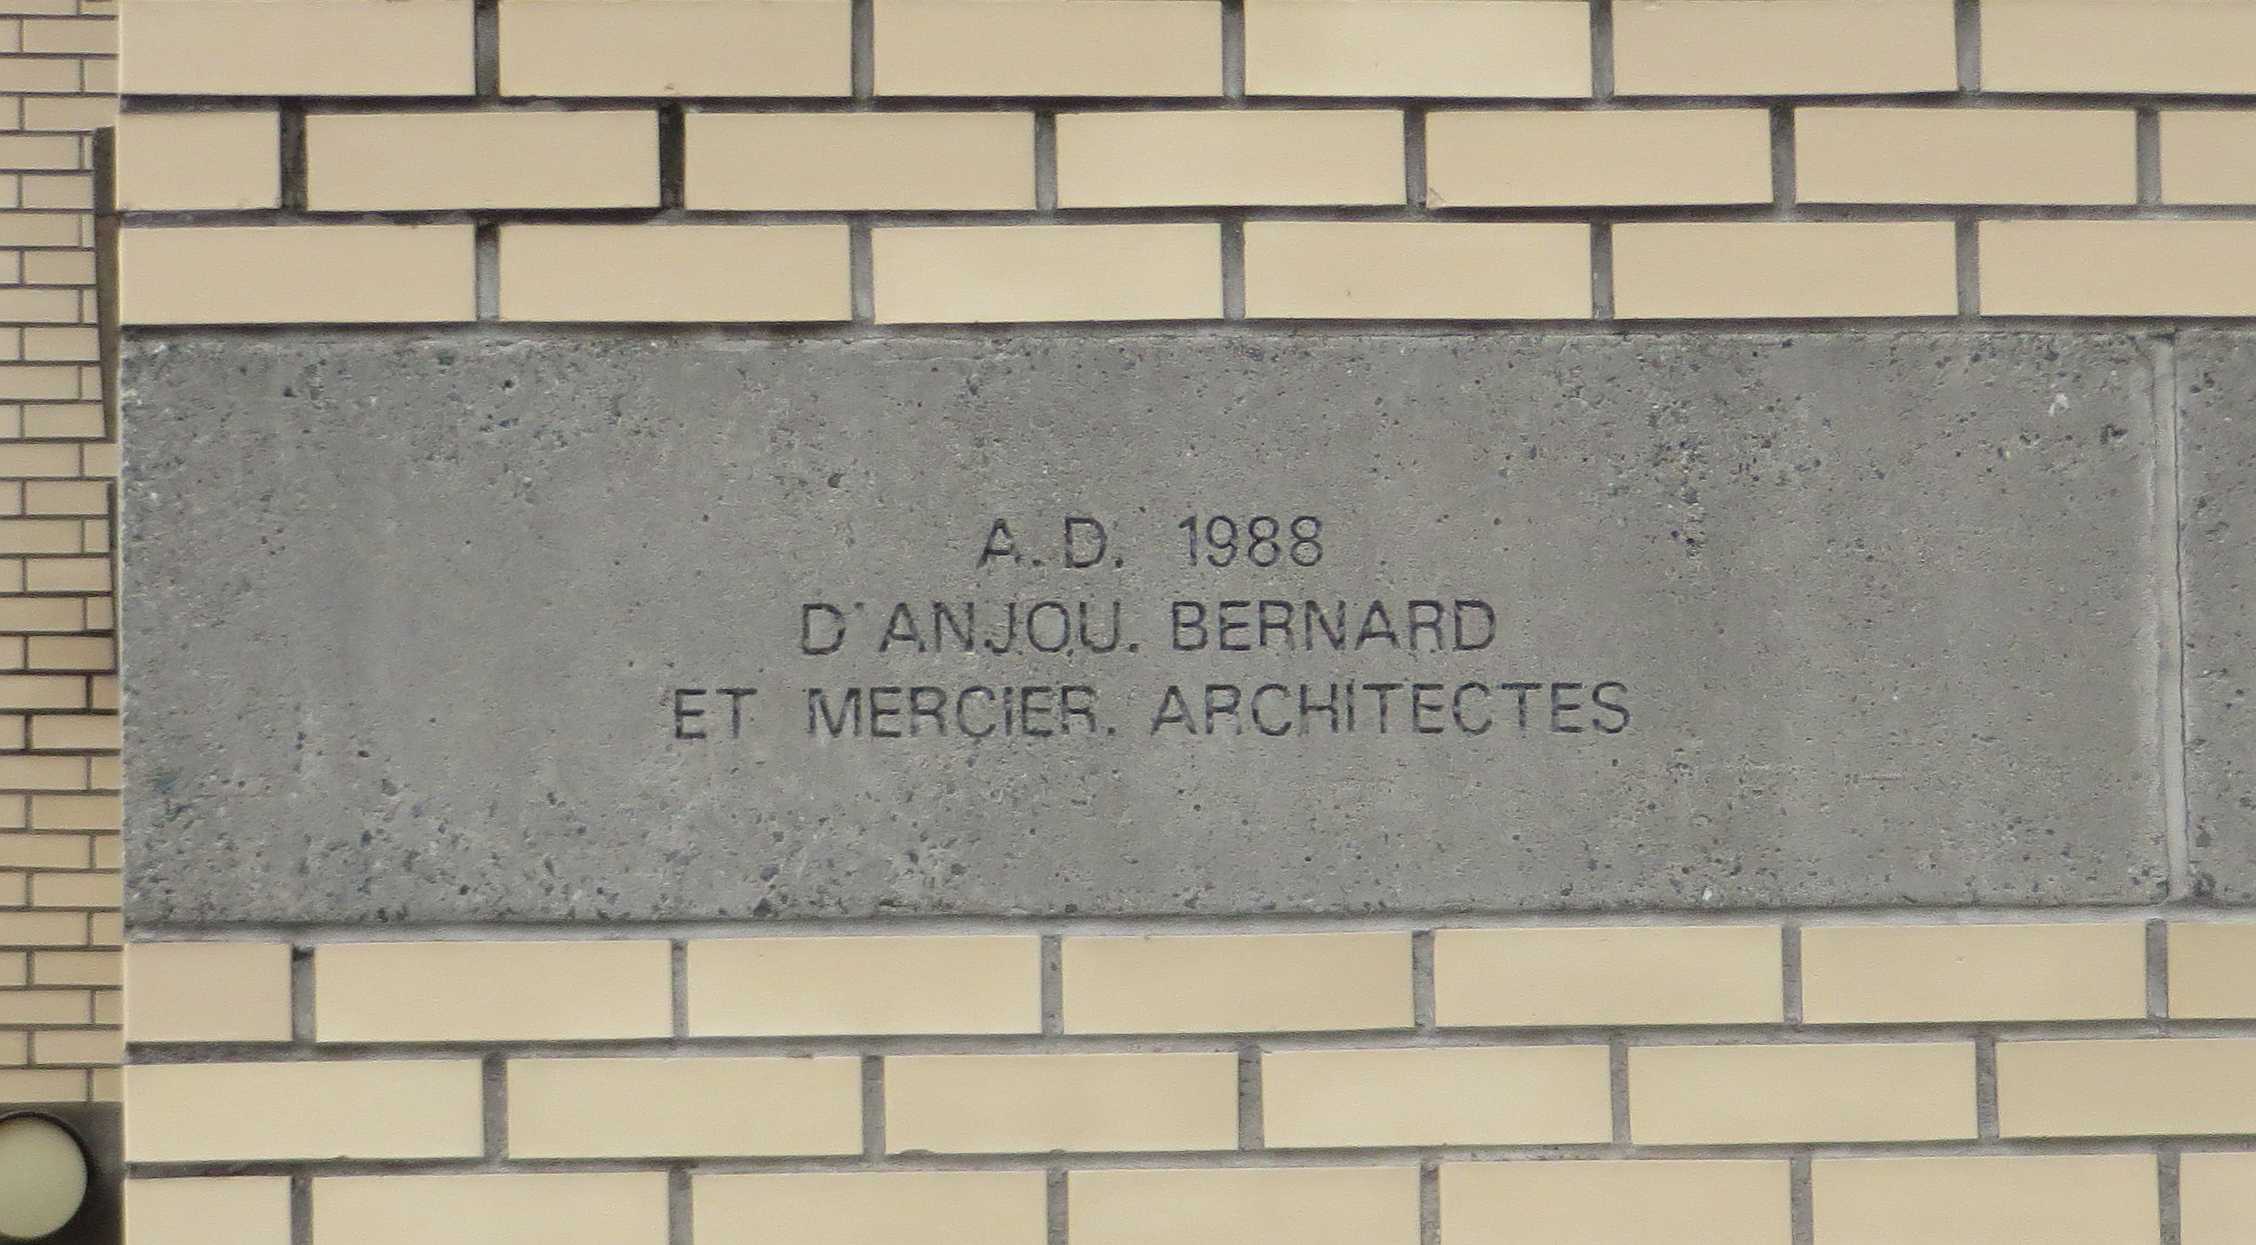 A.D. 1988
D'ANJOU. BERNARD
ET MERCIER. ARCHITECTES